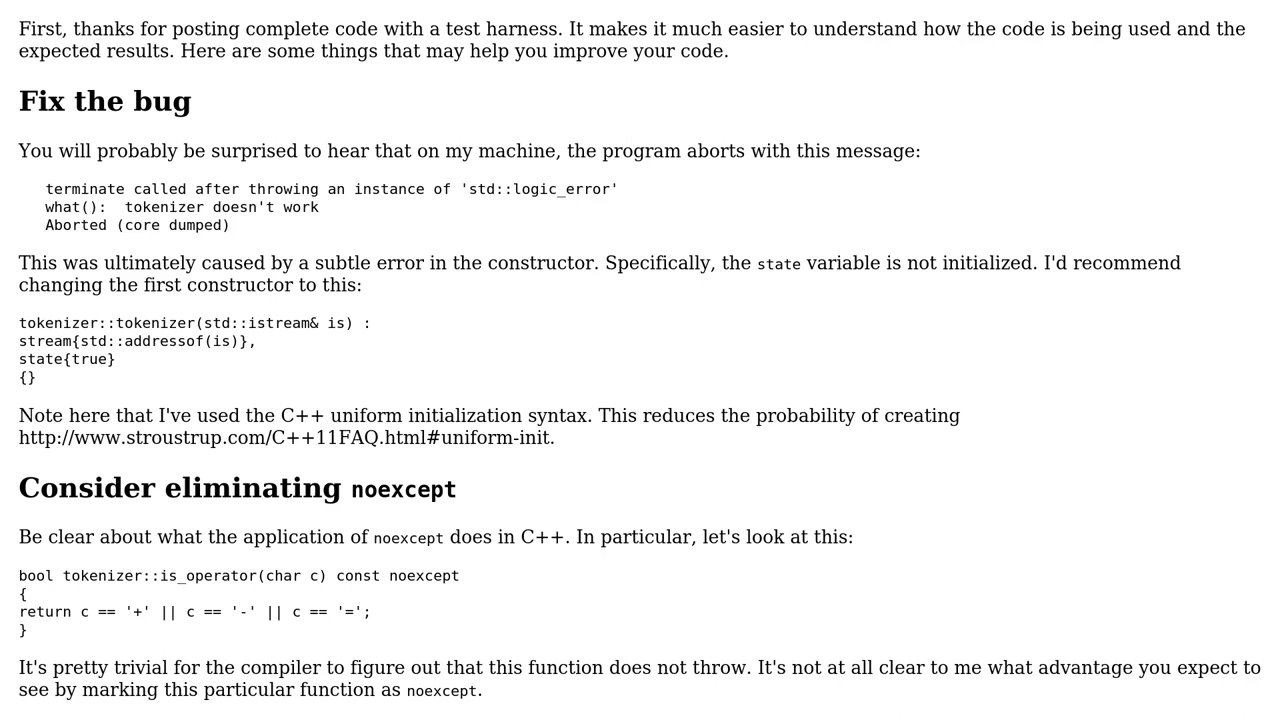 First, thanks for posting complete code with a test harness. It makes it much easier to understand how the code is being used and the
expected results. Here are some things that may help you improve your code.
Fix the bug
You will probably be surprised to hear that on my machine, the program aborts with this message:
terminate called after throwing an instance of 'std::logic_error'
what():  tokenizer doesn't work
Aborted (core dumped)
This was ultimately caused by a subtle error in the constructor. Specifically, the state variable is not initialized. I'd recommend
changing the first constructor to this:
tokenizer::tokenizer(std::istream& is) :
stream{std::addressof(is)},
state{true}
{}
Note here that I've used the C++ uniform initialization syntax. This reduces the probability of creating
http://www.stroustrup.com/C++11FAQ.html#uniform-init.
Consider eliminating noexcept
Be clear about what the application of noexcept does in C++. In particular, let's look at this:
bool tokenizer::is_operator(char c) const noexcept
{
return c == '+' || c == '-' || c == '=';
}
It's pretty trivial for the compiler to figure out that this function does not throw. It's not at all clear to me what advantage you expect to
see by marking this particular function as noexcept.